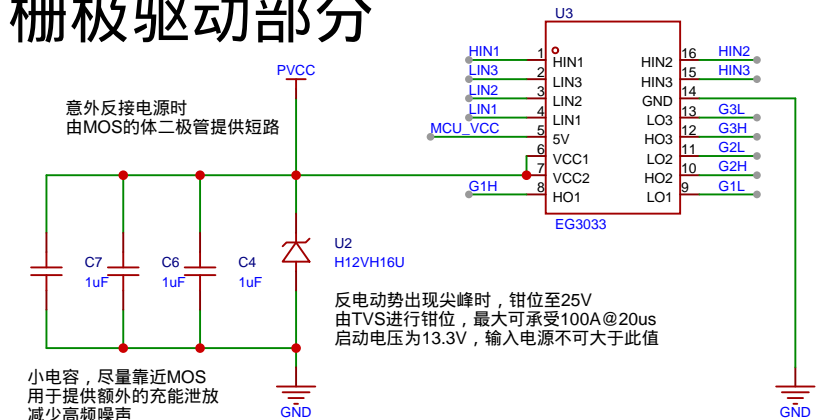 栅极驱动部分
U3
HIN1
1
HIN1
HIN2
16
HIN2
LIN3
2
LIN3
HIN3
15
HIN3
LIN2
3
LIN2
GND
14
LIN1
4
LIN1
LO3
13
G3L
MCU_VCC
5
5V
HO3
12
G3H
6
VCC1
LO2
11
G2L
7
VCC2
HO2
10
G2H
G1H
8
HO1
LO1
9
G1L
EG3033
PVCC
意外反接电源时
由MOS的体二极管提供短路
C7
1uF
C6
1uF
C4
1uF
U2
H12VH16U
反电动势出现尖峰时，钳位至25V
由TVS进行钳位，最大可承受100A@20us
启动电压为13.3V，输入电源不可大于此值
小电容，尽量靠近MOS
用于提供额外的充能泄放
减少高频噪声
GND
GND